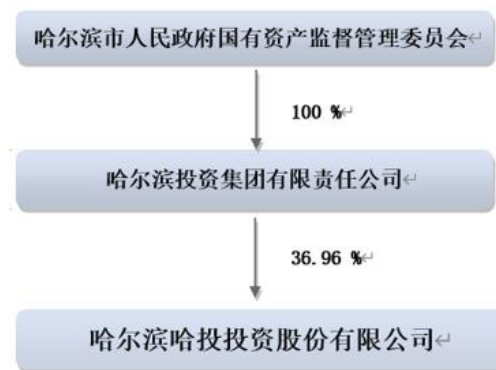 哈尔滨市人民政府国有资产监督管理委员会
100 %
哈尔滨投资集团有限责任公司
36.96 %
哈尔滨哈投投资股份有限公司